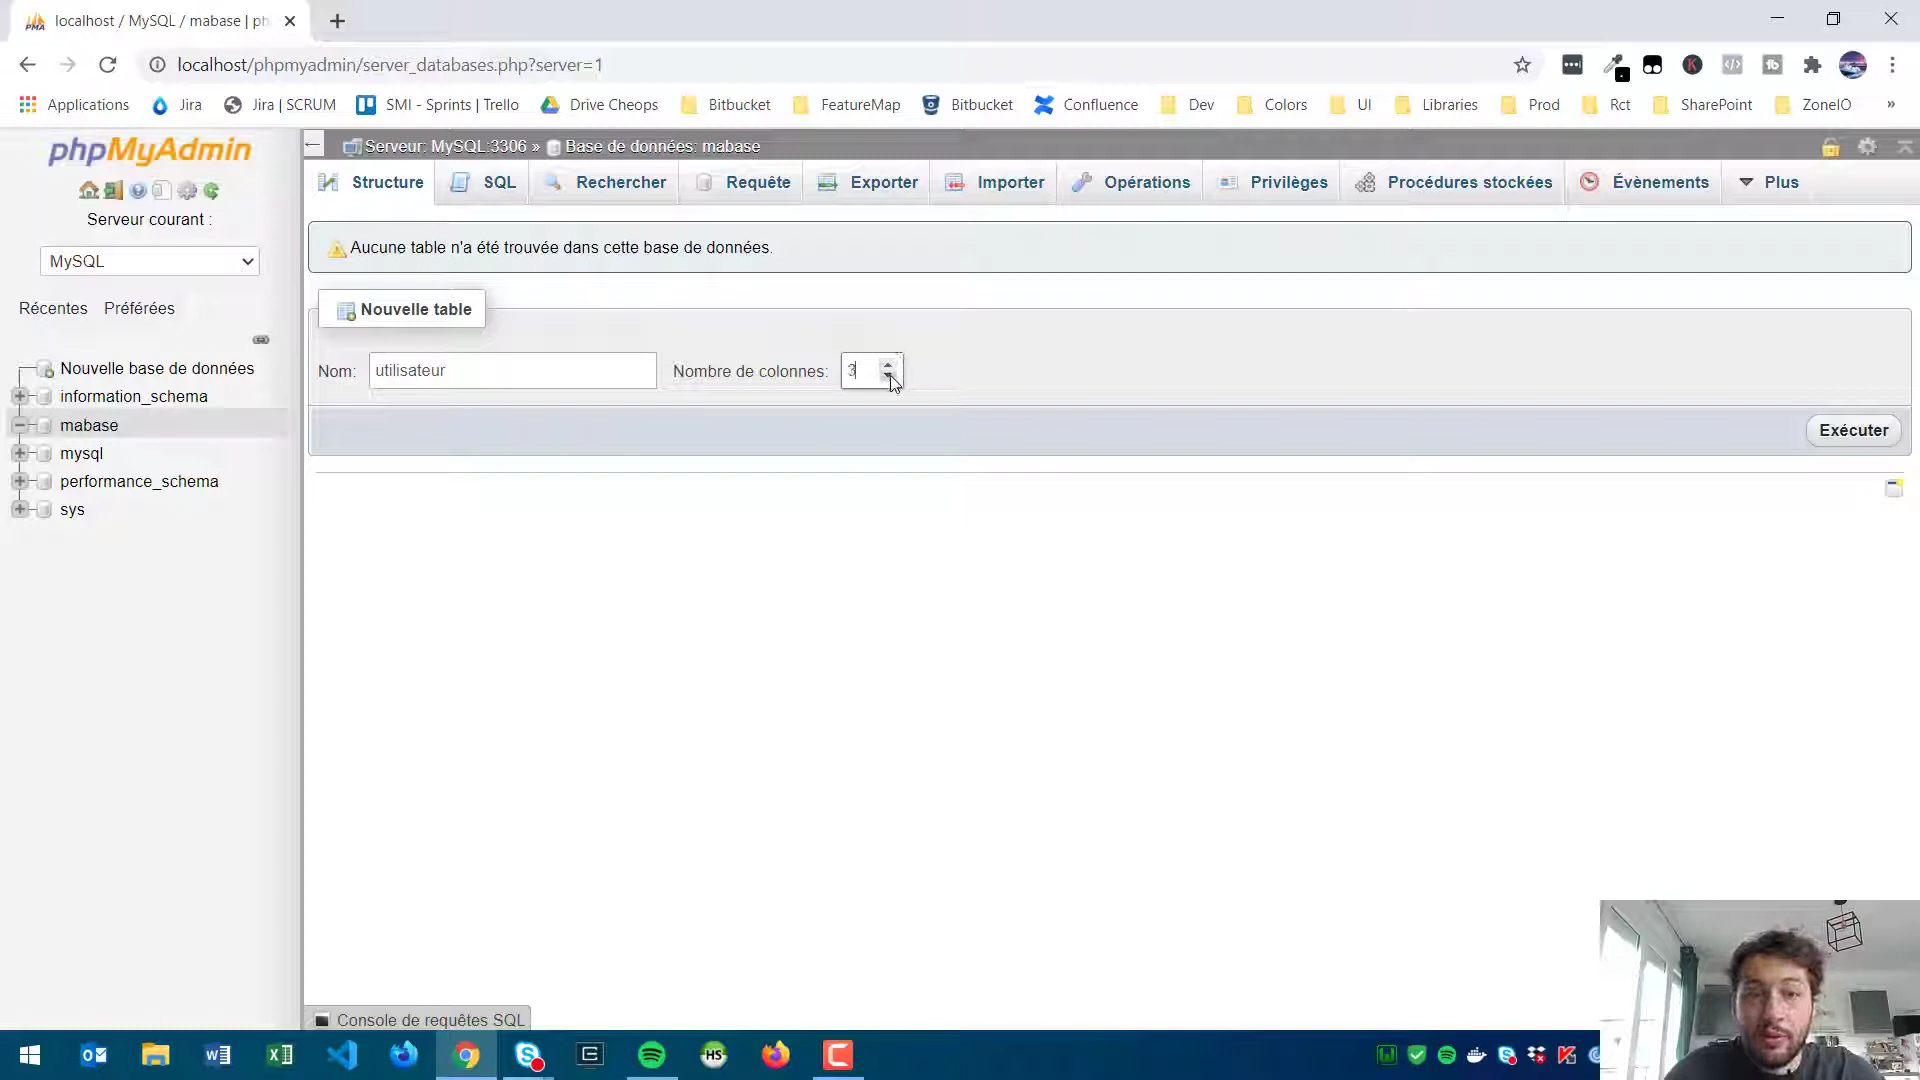 localhost / MySQL / mabase | ph
localhost/phpmyadmin/server_databases.php?server=1
Applications Jira Jira | SCRUM SMI - Sprints | Trello Drive Cheops Bitbucket FeatureMap Bitbucket Confluence Dev Colors UI Libraries Prod Rct SharePoint ZoneIO »
phpMyAdmin
Serveur courant :
MySQL
Récentes Préférées
Nouvelle base de données
information_schema
mabase
mysql
performance_schema
sys
Serveur: MySQL:3306 » Base de données: mabase
Structure SQL Rechercher Requête Exporter Importer Opérations Privilèges Procédures stockées Évènements Plus
Aucune table n'a été trouvée dans cette base de données.
Nouvelle table
Nom: utilisateur Nombre de colonnes: 3
Exécuter
Console de requêtes SQL